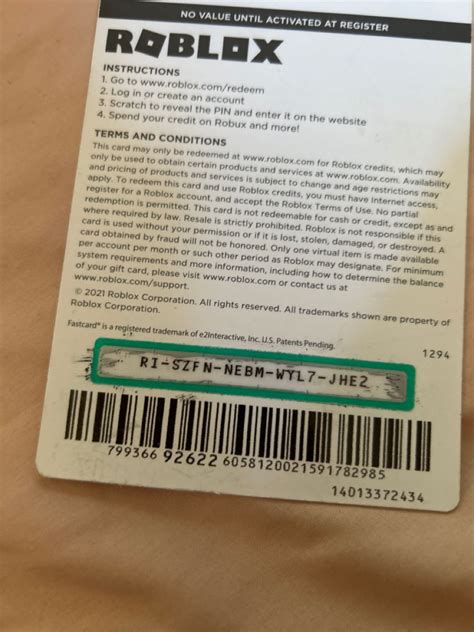 NO VALUE UNTIL ACTIVATED AT REGISTER
ROBLOX
INSTRUCTIONS
1. Go to www.roblox.com/redeem
2. Log in or create an account
3. Scratch to reveal the PIN and enter it on the website
4. Spend your credit on Robux and more!
TERMS AND CONDITIONS
This card may only be redeemed at www.roblox.com for Roblox credits, which may
only be used to obtain certain products and services at www.roblox.com. Availability
and pricing of products and services is subject to change and age restrictions may
apply. To redeem this card and use Roblox credits, you must have Internet access,
register for a Roblox account, and accept the Roblox Terms of Use. No partial
redemption is permitted. This card is not redeemable for cash or credit, except as and
where required by law. Resale is strictly prohibited. Roblox is not responsible if this
card is used without your permission or if it is lost, stolen, damaged, or destroyed. A
card obtained by fraud will not be honored. Only one virtual item is made available
per account per month or such other period as Roblox may designate. For minimum
system requirements and more information, including how to determine the balance
of your gift card, please visit www.roblox.com or contact us at
www.roblox.com/support.
© 2021 Roblox Corporation. All rights reserved. All trademarks shown are property of
Roblox Corporation.
Fastcard® is a registered trademark of e2Interactive, Inc. U.S. Patents Pending.
1294
RI-SZFN-NEBM-WYL7-JHE2
799366 92622 6058120021591782985
14013372434